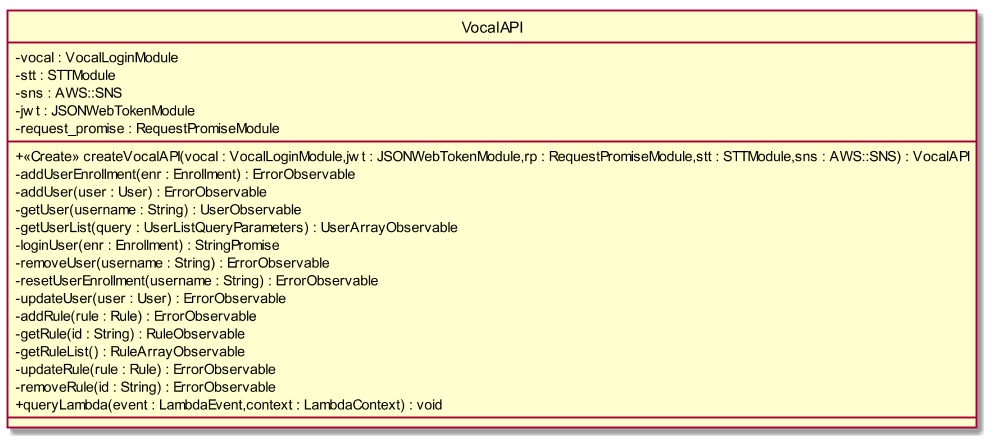 VocalAPI
-vocal : VocalLoginModule
-stt : STTModule
-sns : AWS::SNS
-jwt : JSONWebTokenModule
-request_promise : RequestPromiseModule
+«Create» createVocalAPI(vocal : VocalLoginModule,jwt : JSONWebTokenModule,rp : RequestPromiseModule,stt : STTModule,sns : AWS::SNS) : VocalAPI
-addUserEnrollment(enr : Enrollment) : ErrorObservable
-addUser(user : User) : ErrorObservable
-getUser(username : String) : UserObservable
-getUserList(query : UserListQueryParameters) : UserArrayObservable
-loginUser(enr : Enrollment) : StringPromise
-removeUser(username : String) : ErrorObservable
-resetUserEnrollment(username : String) : ErrorObservable
-updateUser(user : User) : ErrorObservable
-addRule(rule : Rule) : ErrorObservable
-getRule(id : String) : RuleObservable
-getRuleList() : RuleArrayObservable
-updateRule(rule : Rule) : ErrorObservable
-removeRule(id : String) : ErrorObservable
+queryLambda(event : LambdaEvent,context : LambdaContext) : void